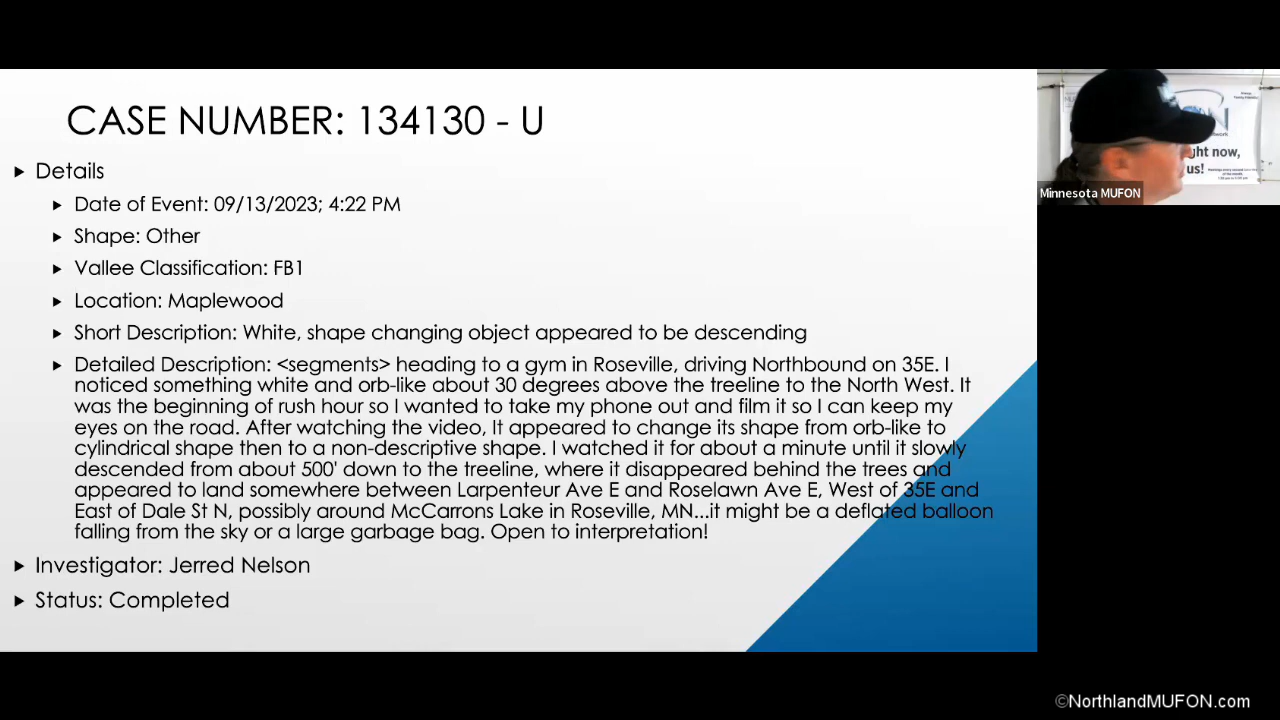 CASE NUMBER: 134130 - U
Details
Date of Event: 09/13/2023; 4:22 PM
Shape: Other
Vallee Classification: FB1
Location: Maplewood
Short Description: White, shape changing object appeared to be descending
Detailed Description: <segments> heading to a gym in Roseville, driving Northbound on 35E. I
noticed something white and orb-like about 30 degrees above the treeline to the North West. It
was the beginning of rush hour so I wanted to take my phone out and film it so I can keep my
eyes on the road. After watching the video, It appeared to change its shape from orb-like to
cylindrical shape then to a non-descriptive shape. I watched it for about a minute until it slowly
descended from about 500' down to the treeline, where it disappeared behind the trees and
appeared to land somewhere between Larpenteur Ave E and Roselawn Ave E, West of 35E and
East of Dale St N, possibly around McCarrons Lake in Roseville, MN...it might be a deflated balloon
falling from the sky or a large garbage bag. Open to interpretation!
Investigator: Jerred Nelson
Status: Completed
ght now,
us!
Minnesota MUFON
©NorthlandMUFON.com